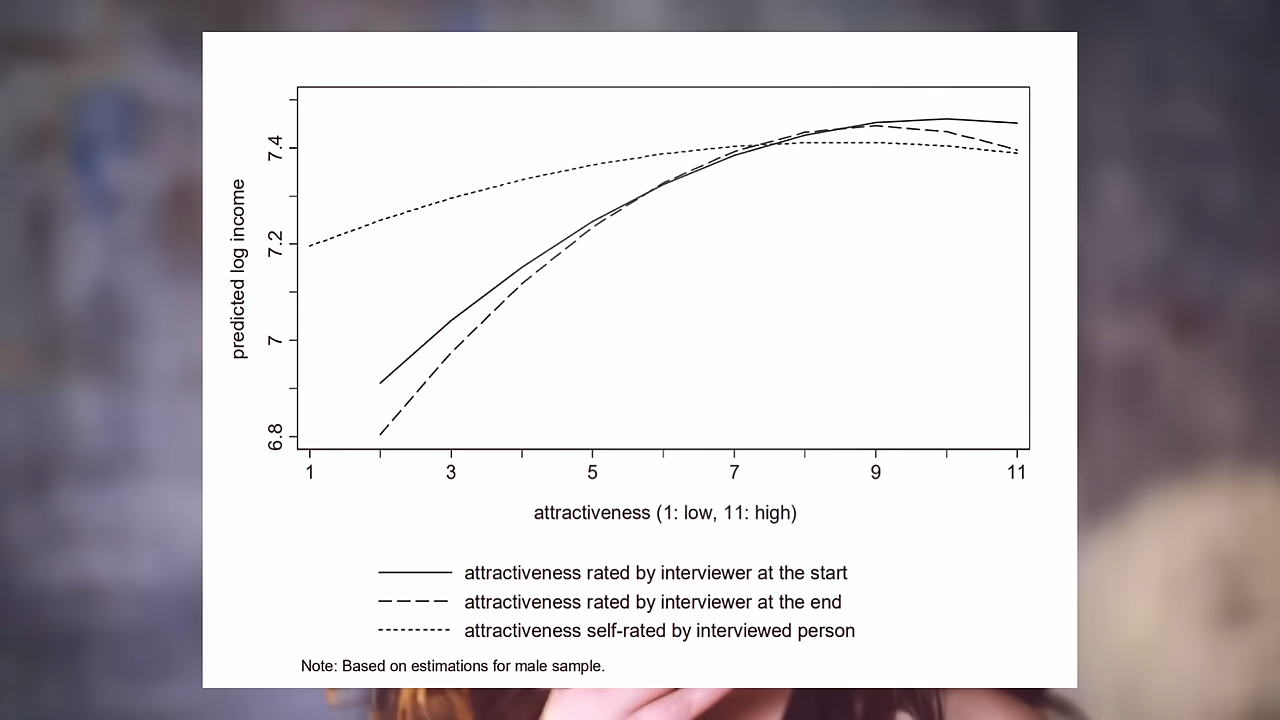 7.4
7.2
7
6.8
predicted log income
1 3 5 7 9 11
attractiveness (1: low, 11: high)
attractiveness rated by interviewer at the start
attractiveness rated by interviewer at the end
attractiveness self-rated by interviewed person
Note: Based on estimations for male sample.